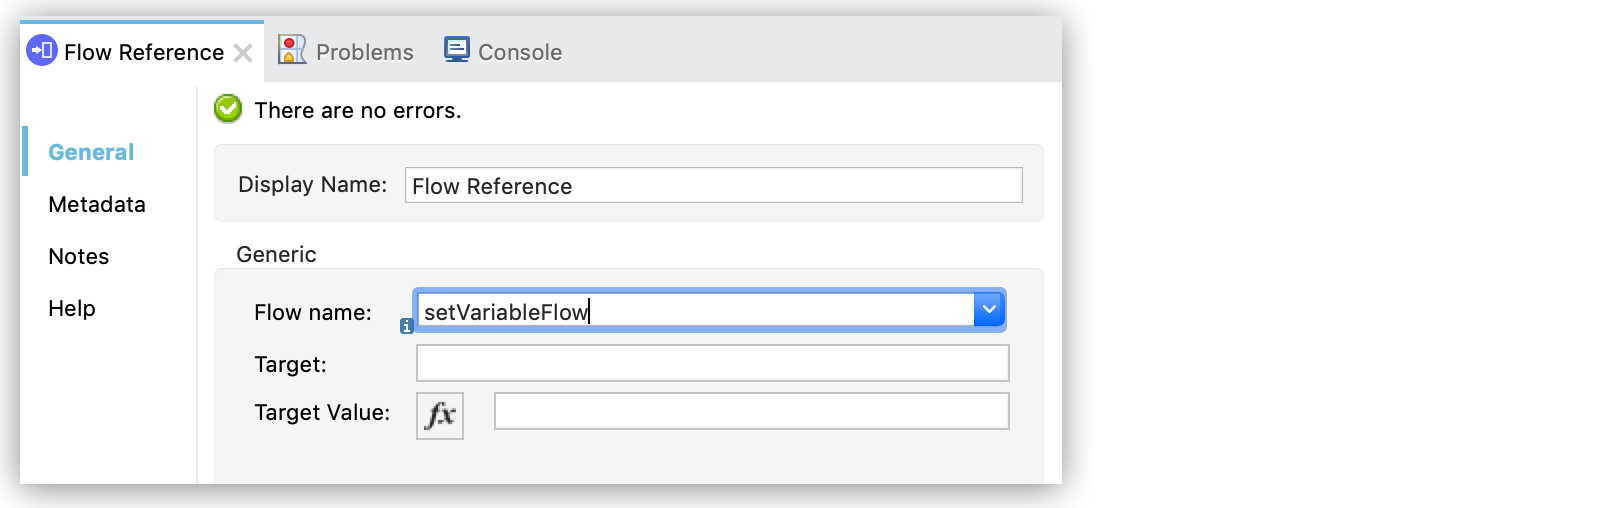 Flow Reference Problems Console
There are no errors.
General
Metadata
Notes
Help
Display Name: Flow Reference
Generic
Flow name: setVariableFlow
i
Target:
Target Value: fx